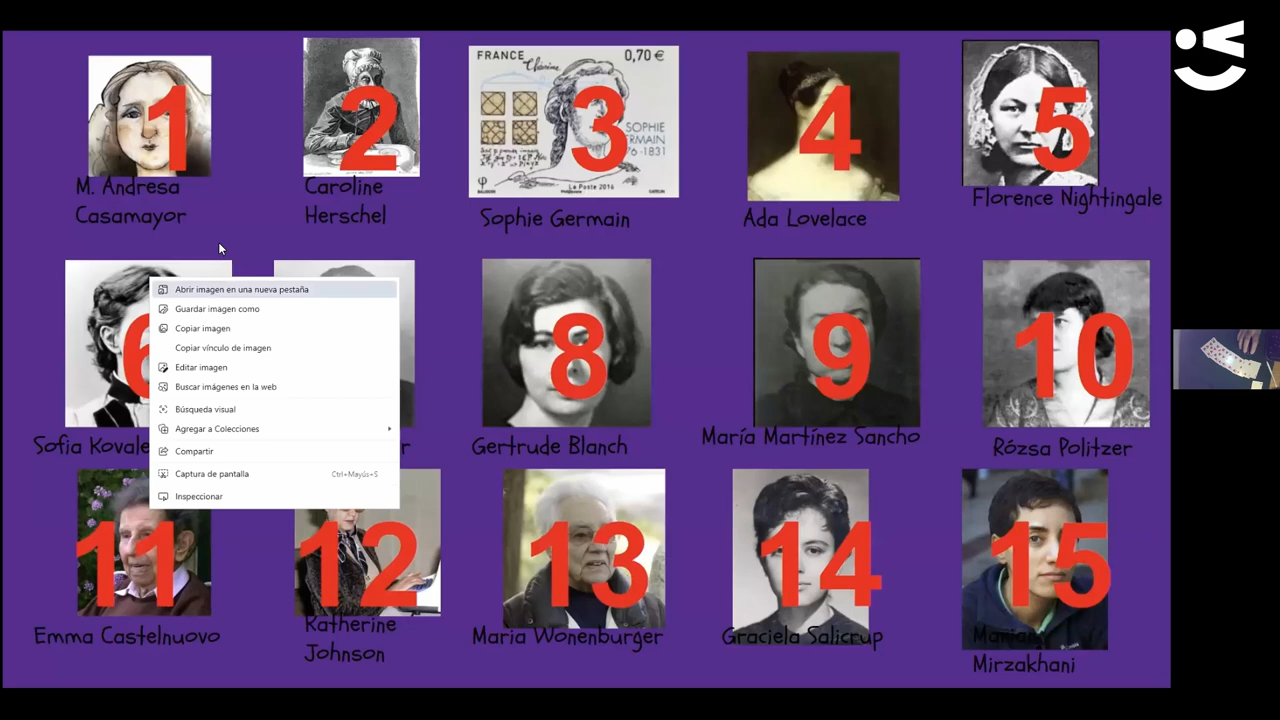 FRANCE
0,70 €
1
2
3
4
5
SOPHIE
1831
La Poste 2016
M. Andresa
Casamayor
Caroline
Herschel
Sophie Germain
Ada Lovelace
Florence Nightingale
Abrir imagen en una nueva pestaña
Guardar imagen como
Copiar imagen
Copiar vínculo de imagen
Editar imagen
Buscar imágenes en la web
Búsqueda visual
Agregar a Colecciones
Compartir
Captura de pantalla Ctrl+Mayús+S
Inspeccionar
8
9
10
Sofia
Gertrude Blanch
María Martínez Sancho
Rózsa Politzer
11
12
13
14
15
Emma Castelnuovo
Katherine
Johnson
Maria Wonenburger
Graciela Salicrup
Mirzakhani